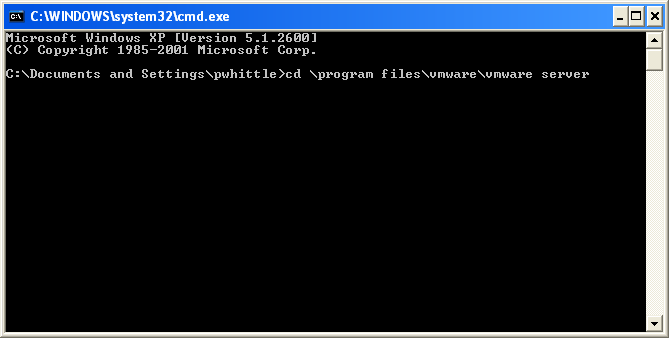 C:\WINDOWS\system32\cmd.exe
Microsoft Windows XP [Version 5.1.2600]
(C) Copyright 1985-2001 Microsoft Corp.
C:\Documents and Settings\pwhittle>cd \program files\vmware\vmware server